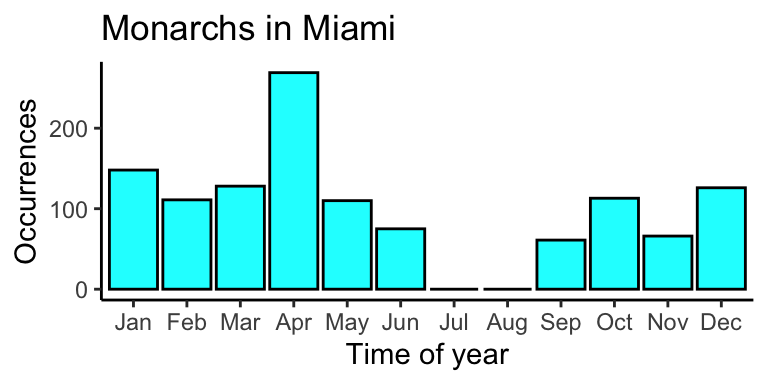 Monarchs in Miami
Occurrences
200
100
0
Jan Feb Mar Apr May Jun Jul Aug Sep Oct Nov Dec
Time of year